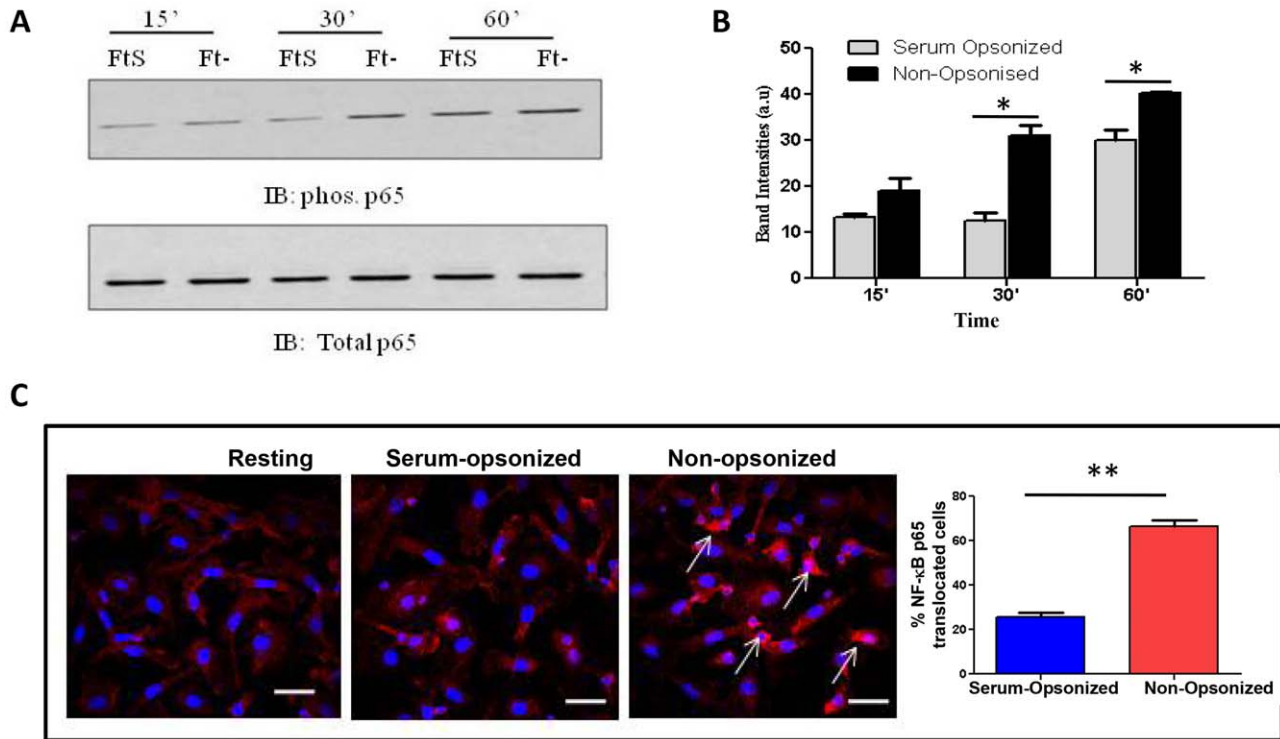 A
15’ 30’ 60’
FtS Ft- FtS Ft- FtS Ft-
IB: phos. p65
IB: Total p65
B
Serum Opsonized
Non-Opsonised
Band Intensities (a.u)
50
40
30
20
10
0
*
*
15' 30' 60'
Time
C
Resting Serum-opsonized Non-opsonized
% NF-κB p65
translocated cells
80
60
40
20
0
**
Serum-Opsonized Non-Opsonized